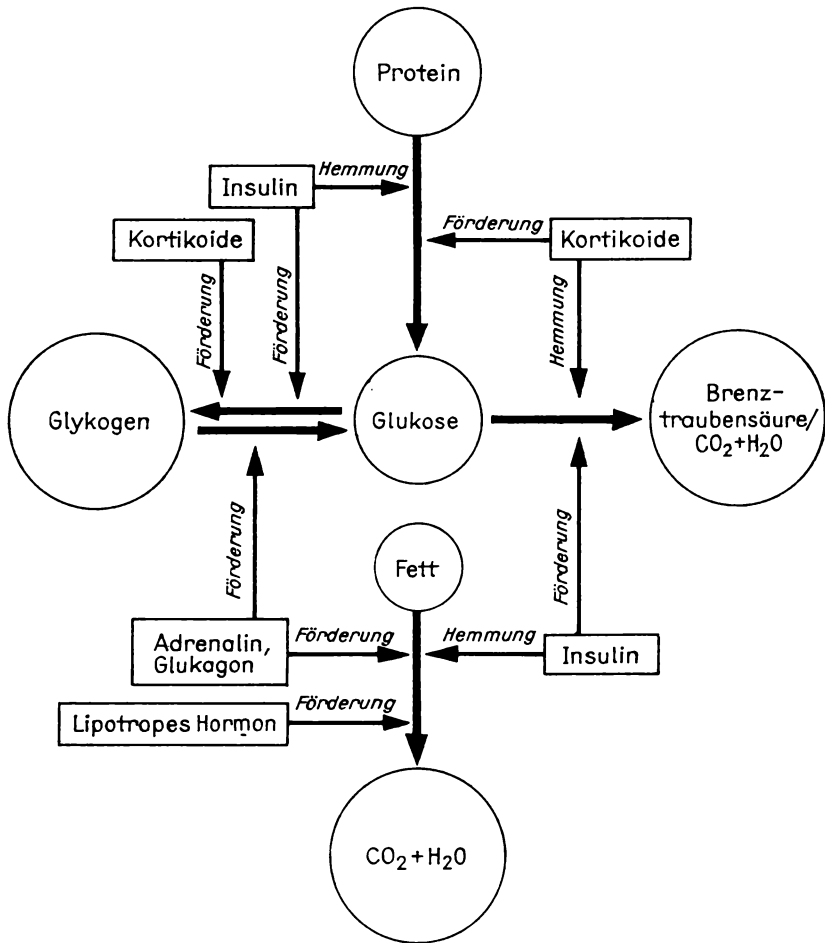 Protein
Hemmung
Insulin
Förderung
Kortikoide
Kortikoide
Förderung
Förderung
Hemmung
Glykogen
Glukose
Brenz-
traubensäure/
CO₂+H₂O
Förderung
Fett
Förderung
Adrenalin,
Glukagon
Förderung
Hemmung
Insulin
Lipotropes Hormon
Förderung
CO₂+H₂O